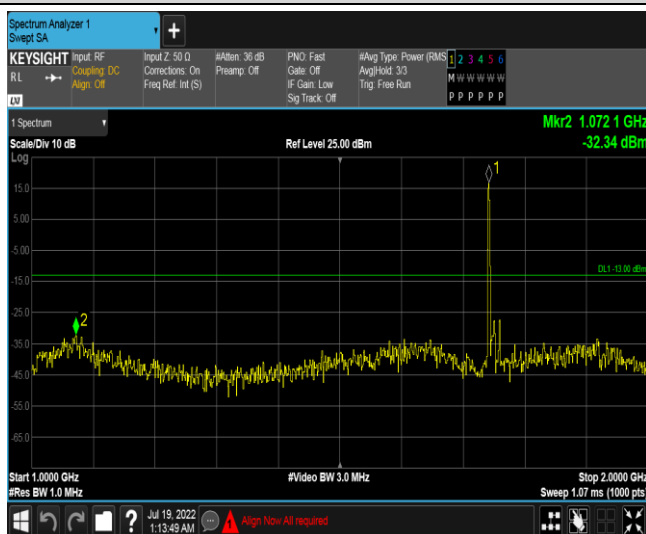 Spectrum Analyzer 1
Swept SA
+
KEYSIGHT
RL
LXI
Input: RF
Coupling: DC
Align: Off
Input Z: 50 Ω
Corrections: On
Freq Ref: Int (S)
#Atten: 36 dB
Preamp: Off
PNO: Fast
Gate: Off
IF Gain: Low
Sig Track: Off
#Avg Type: Power (RMS
Avg|Hold: 3/3
Trig: Free Run
1 2 3 4 5 6
M W W W W W
P P P P P P
1 Spectrum
Mkr2 1.072 1 GHz
Scale/Div 10 dB
Ref Level 25.00 dBm
-32.34 dBm
Log
1
15.0
5.00
-5.00
DL1 -13.00 dBm
-15.0
-25.0
2
-35.0
-45.0
-55.0
-65.0
Start 1.0000 GHz
#Video BW 3.0 MHz
Stop 2.0000 GHz
#Res BW 1.0 MHz
Sweep 1.07 ms (1000 pts)
?
Jul 19, 2022
1:13:49 AM
Align Now All required